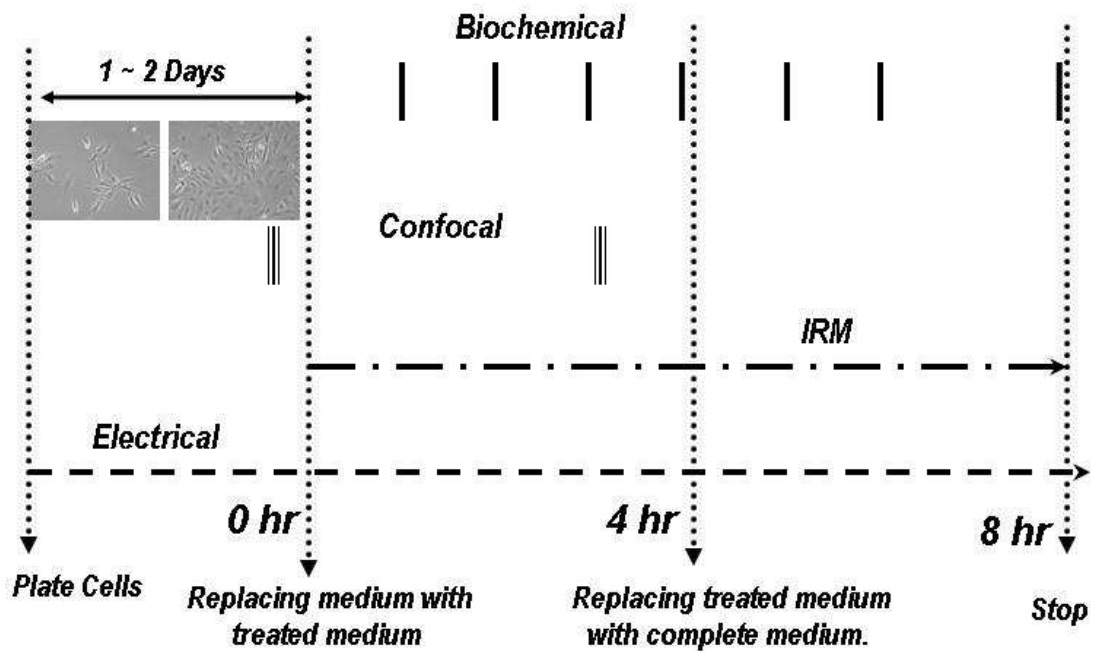 Biochemical
1 ~ 2 Days
Confocal
IRM
Electrical
0 hr
4 hr
8 hr
Plate Cells
Replacing medium with
treated medium
Replacing treated medium
with complete medium.
Stop